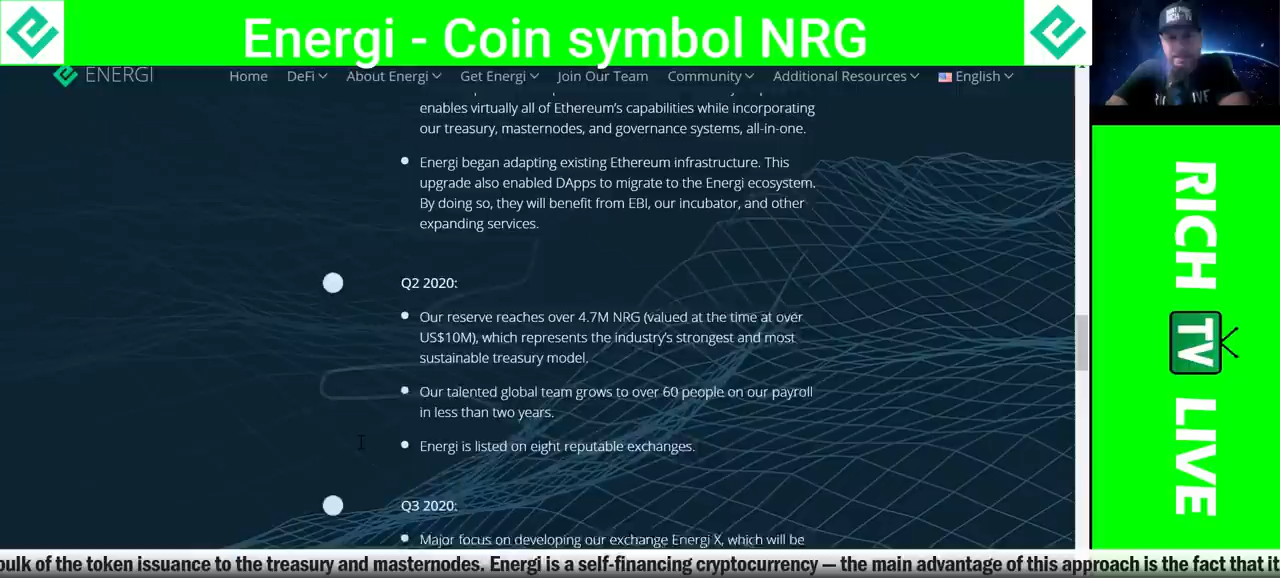 Energi - Coin symbol NRG
ENERGI
Home DeFi About Energi Get Energi Join Our Team Community Additional Resources English
enables virtually all of Ethereum's capabilities while incorporating
our treasury, masternodes, and governance systems, all-in-one.
Energi began adapting existing Ethereum infrastructure. This
upgrade also enabled DApps to migrate to the Energi ecosystem.
By doing so, they will benefit from EBI, our incubator, and other
expanding services.
Q2 2020:
Our reserve reaches over 4.7M NRG (valued at the time at over
US$10M), which represents the industry's strongest and most
sustainable treasury model.
Our talented global team grows to over 60 people on our payroll
in less than two years.
Energi is listed on eight reputable exchanges.
Q3 2020:
Major focus on developing our exchange Energi X, which will be
RICH TV LIVE
bulk of the token issuance to the treasury and masternodes. Energi is a self-financing cryptocurrency — the main advantage of this approach is the fact that it